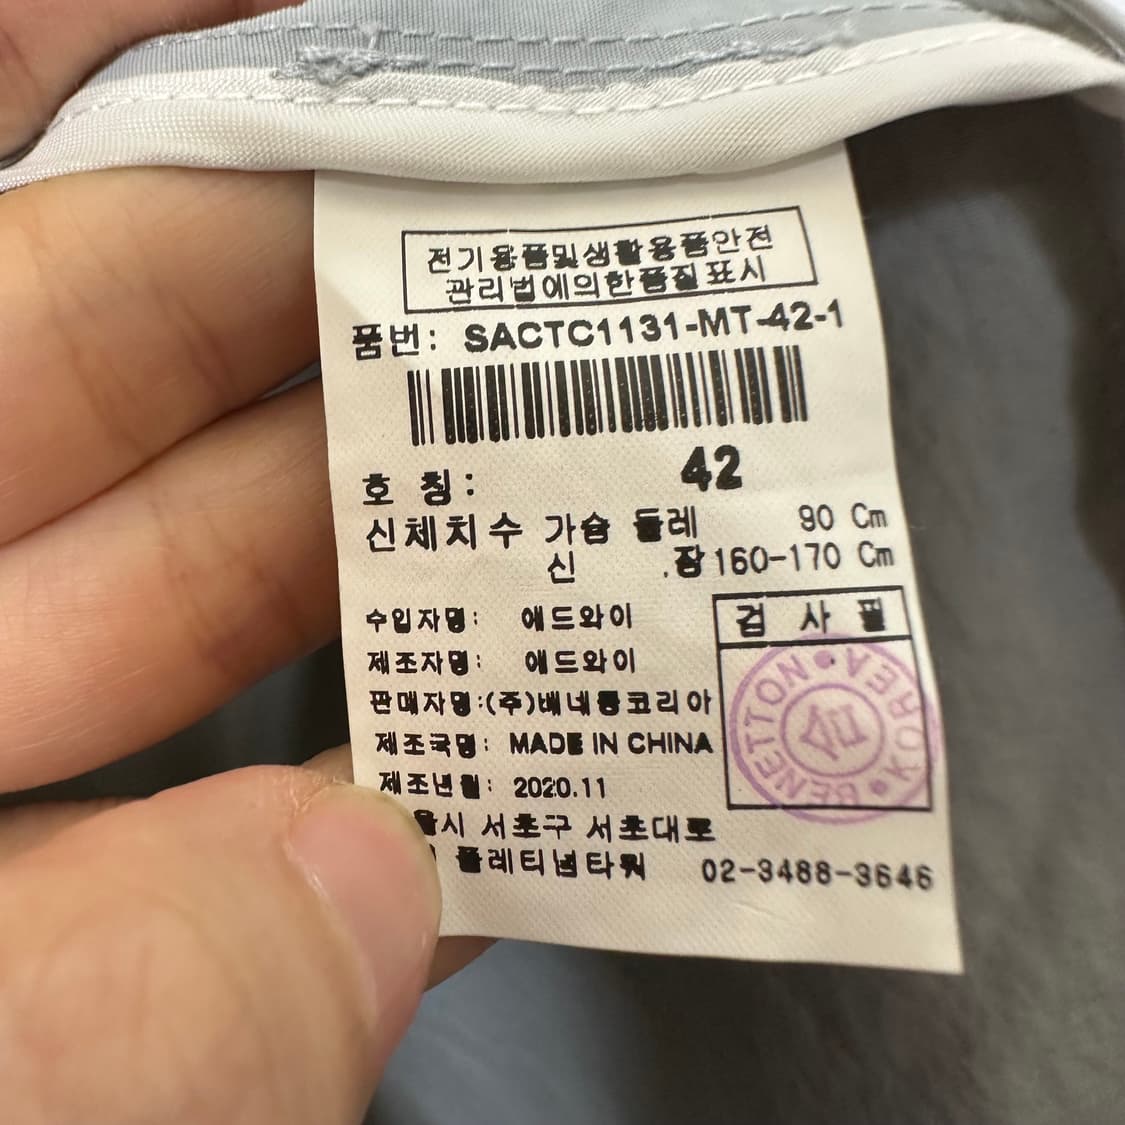 전기용품및생활용품안전
관리법에의한품질표시
품번: SACTC1131-MT-42-1
호 칭: 42
신체치수 가슴 둘레 90 Cm
신 장 160-170 Cm
수입자명: 애드와이
제조자명: 애드와이
판매자명:(주)베네통코리아
제조국명: MADE IN CHINA
제조년월: 2020.11
울시 서초구 서초대로
플레티넘타워 02-3488-3646
검 사 필
BENETTON KOREA